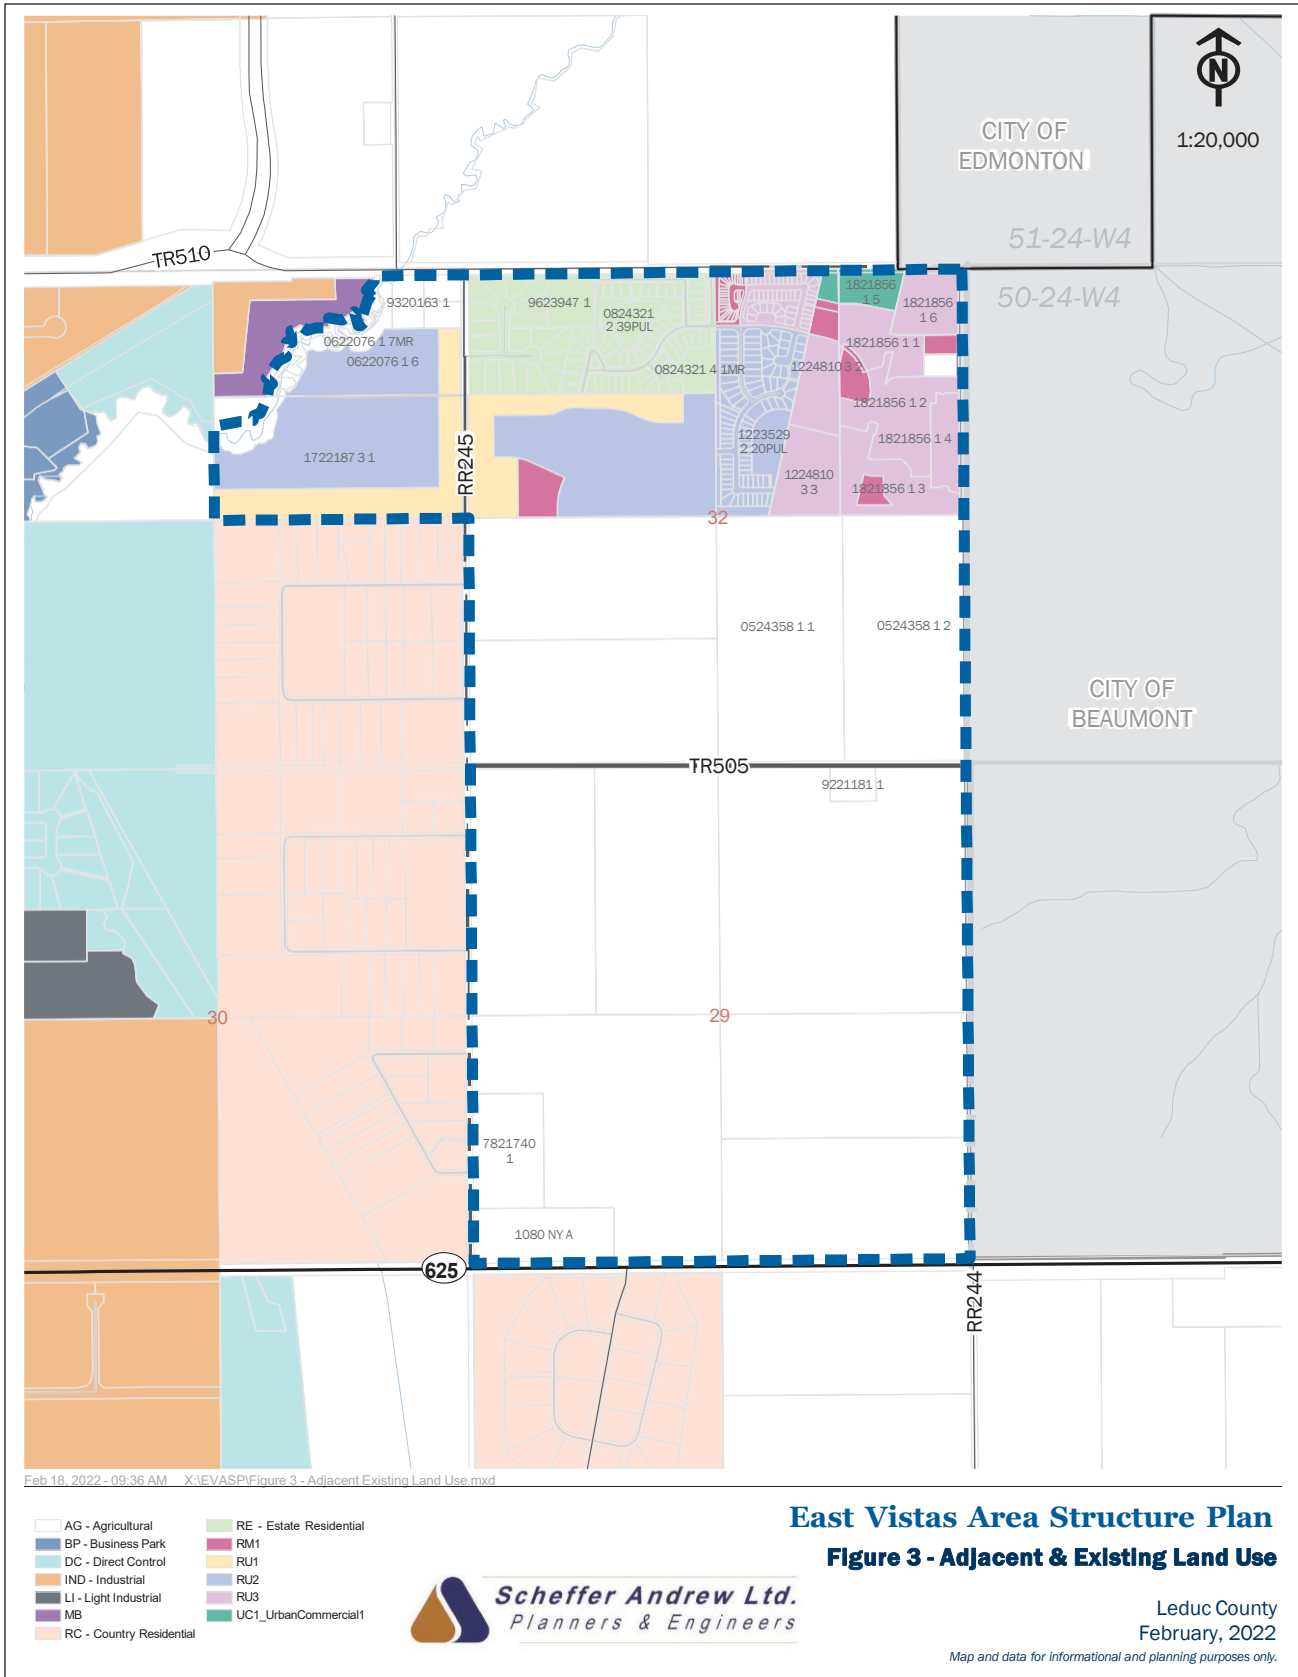 N
1:20,000
CITY OF
EDMONTON
51-24-W4
50-24-W4
TR510
9320163 1
9623947 1
0824321
2 39PUL
1821856
1 5
1821856
1 6
0622076 1 7MR
0622076 1 6
0824321 4 1MR
1224810 3 2
1821856 1 1
1821856 1 2
1821856 1 4
1223529
2 20PUL
1722187 3 1
RR245
1224810
3 3
1821856 1 3
32
0524358 1 1
0524358 1 2
CITY OF
BEAUMONT
TR505
9221181 1
30
29
7821740
1
1080 NY A
625
RR244
Feb 18, 2022 - 09:36 AM X:\EVASP\Figure 3 - Adjacent Existing Land Use.mxd
AG - Agricultural
BP - Business Park
DC - Direct Control
IND - Industrial
LI - Light Industrial
MB
RC - Country Residential
RE - Estate Residential
RM1
RU1
RU2
RU3
UC1_UrbanCommercial1
Scheffer Andrew Ltd.
Planners & Engineers
East Vistas Area Structure Plan
Figure 3 - Adjacent & Existing Land Use
Leduc County
February, 2022
Map and data for informational and planning purposes only.